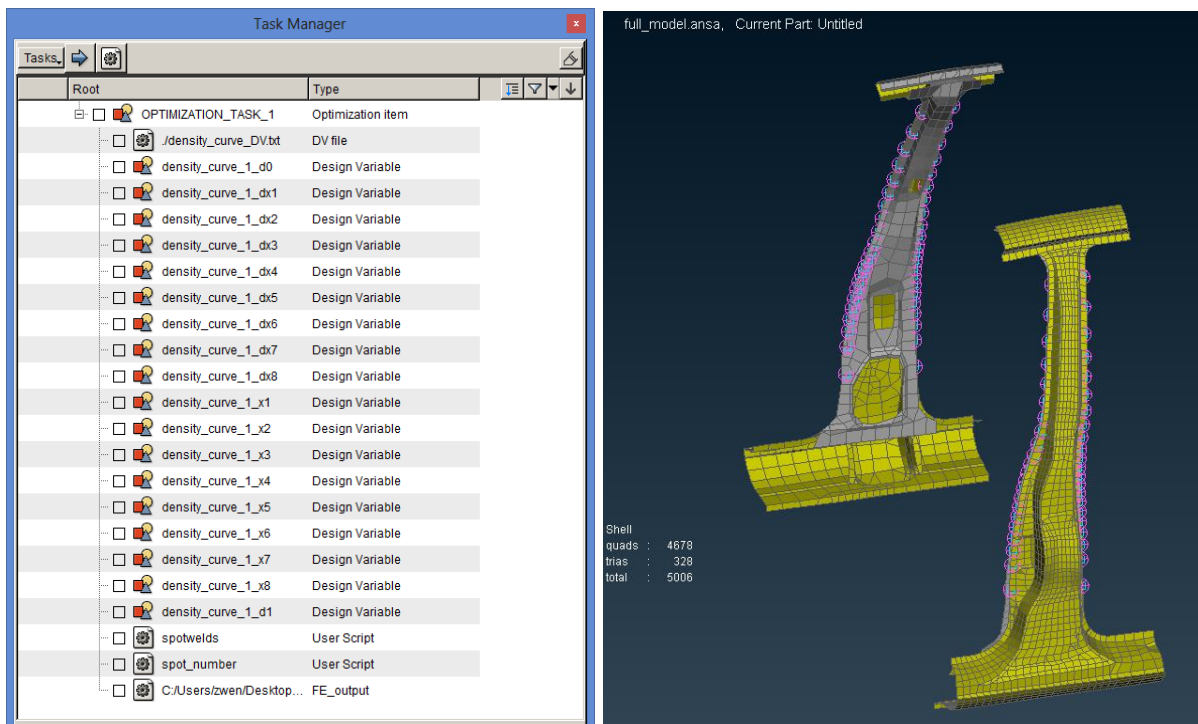 Task Manager
x
Tasks
Root Type
OPTIMIZATION_TASK_1 Optimization item
./density_curve_DV.txt DV file
density_curve_1_d0 Design Variable
density_curve_1_dx1 Design Variable
density_curve_1_dx2 Design Variable
density_curve_1_dx3 Design Variable
density_curve_1_dx4 Design Variable
density_curve_1_dx5 Design Variable
density_curve_1_dx6 Design Variable
density_curve_1_dx7 Design Variable
density_curve_1_dx8 Design Variable
density_curve_1_x1 Design Variable
density_curve_1_x2 Design Variable
density_curve_1_x3 Design Variable
density_curve_1_x4 Design Variable
density_curve_1_x5 Design Variable
density_curve_1_x6 Design Variable
density_curve_1_x7 Design Variable
density_curve_1_x8 Design Variable
density_curve_1_d1 Design Variable
spotwelds User Script
spot_number User Script
C:/Users/zwen/Desktop... FE_output
full_model.ansa, Current Part: Untitled
Shell
quads : 4678
trias : 328
total : 5006